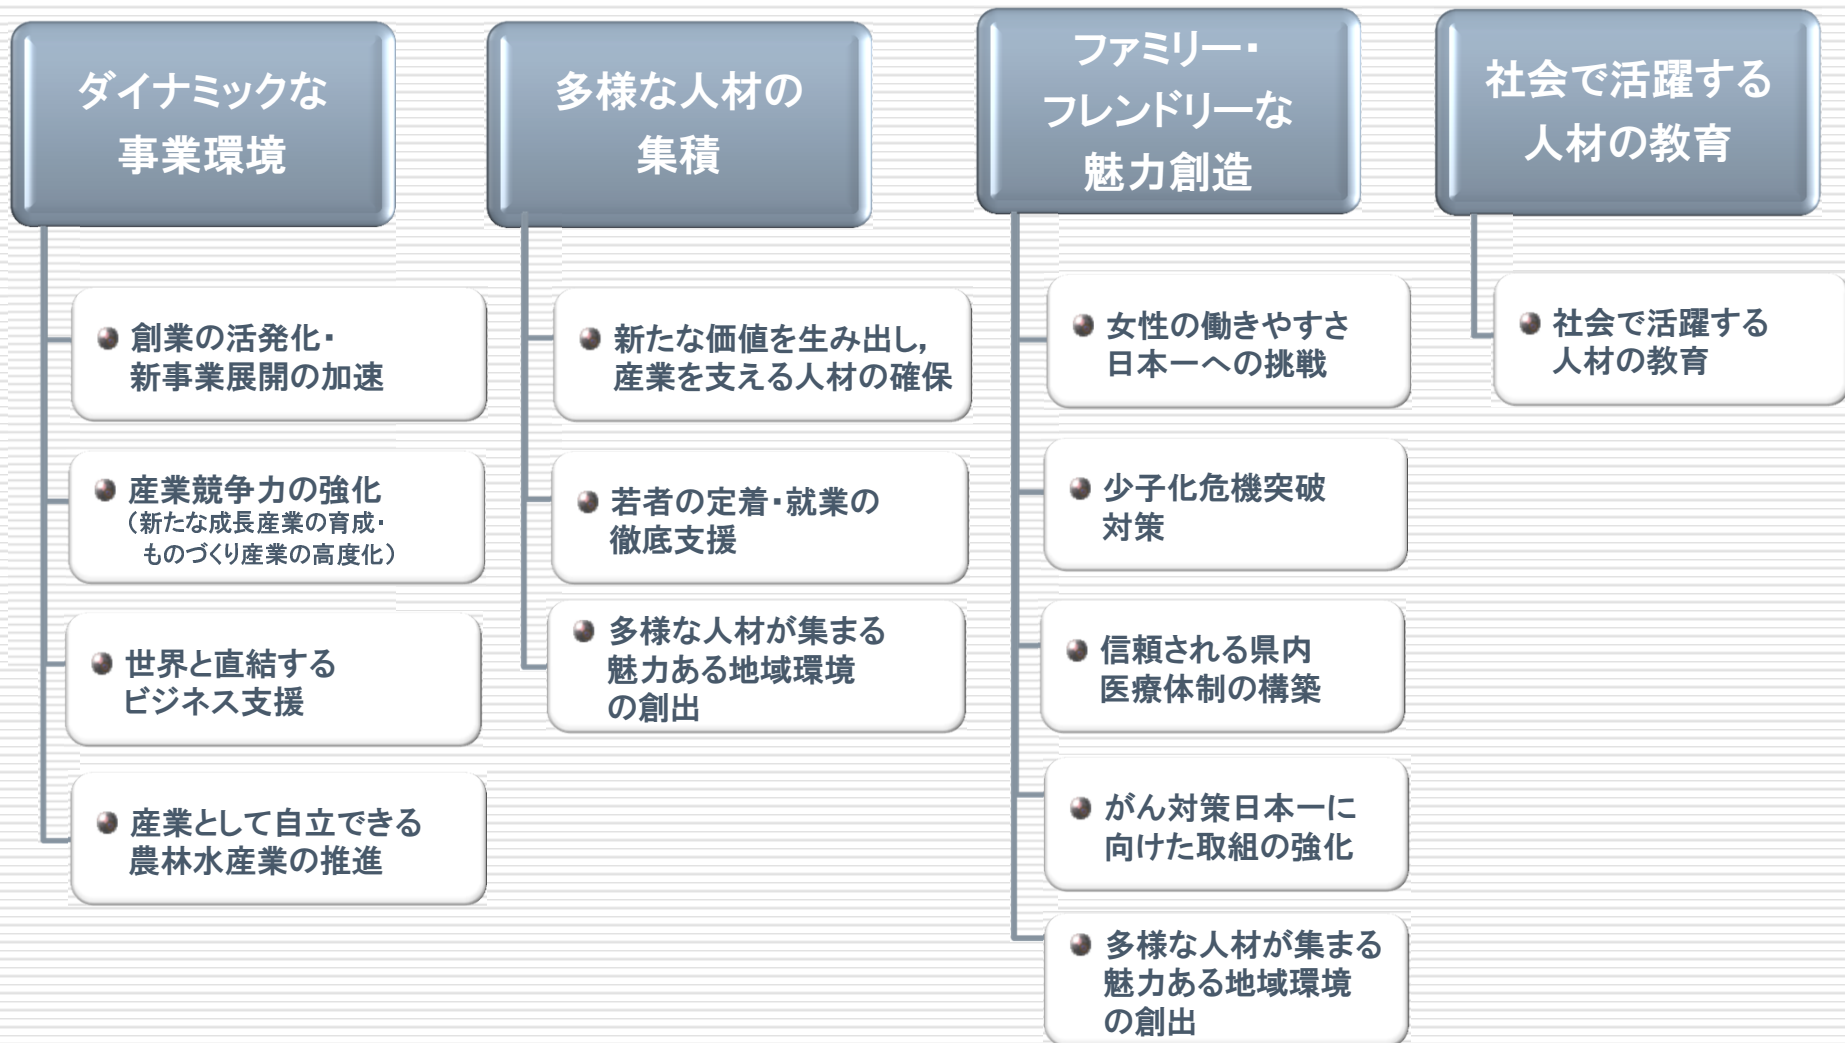 ダイナミックな
事業環境
創業の活発化・
新事業展開の加速
産業競争力の強化
（新たな成長産業の育成・
ものづくり産業の高度化）
世界と直結する
ビジネス支援
産業として自立できる
農林水産業の推進
多様な人材の
集積
新たな価値を生み出し，
産業を支える人材の確保
若者の定着・就業の
徹底支援
多様な人材が集まる
魅力ある地域環境
の創出
ファミリー・
フレンドリーな
魅力創造
女性の働きやすさ
日本一への挑戦
少子化危機突破
対策
信頼される県内
医療体制の構築
がん対策日本一に
向けた取組の強化
多様な人材が集まる
魅力ある地域環境
の創出
社会で活躍する
人材の教育
社会で活躍する
人材の教育